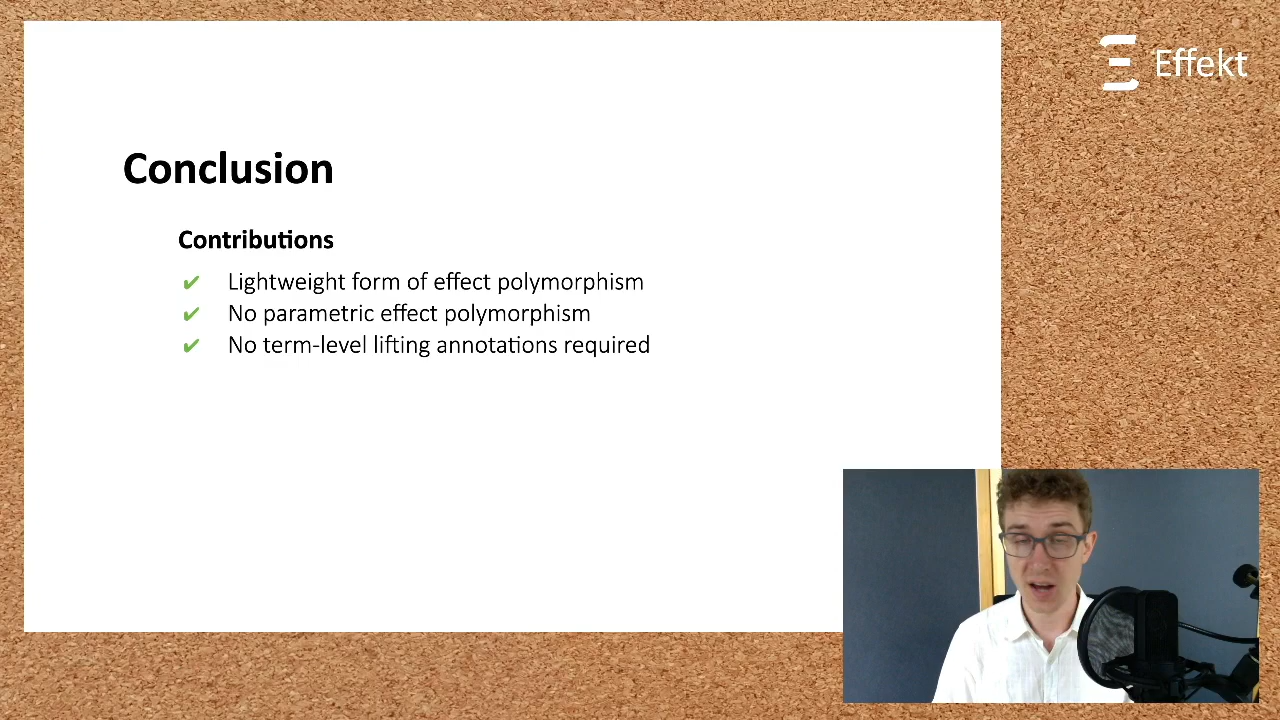 Effekt
Conclusion
Contributions
✔ Lightweight form of effect polymorphism
✔ No parametric effect polymorphism
✔ No term-level lifting annotations required